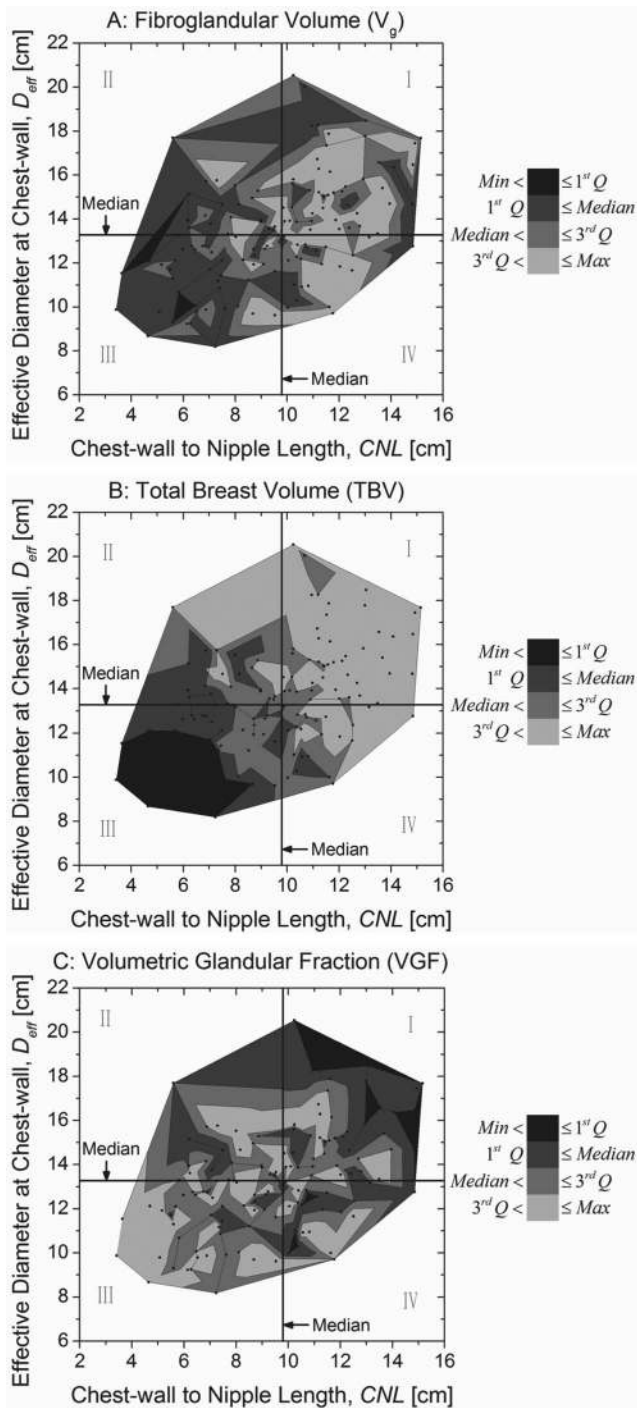 A: Fibroglandular Volume (Vg)
22
20
18
16
14
12
10
8
6
Effective Diameter at Chest-wall, Deff [cm]
II
I
III
IV
Median
Median
2 4 6 8 10 12 14 16
Chest-wall to Nipple Length, CNL [cm]
Min < ≤ 1st Q
1st Q ≤ Median
Median < ≤ 3rd Q
3rd Q < ≤ Max
B: Total Breast Volume (TBV)
22
20
18
16
14
12
10
8
6
Effective Diameter at Chest-wall, Deff [cm]
II
I
III
IV
Median
Median
2 4 6 8 10 12 14 16
Chest-wall to Nipple Length, CNL [cm]
Min < ≤ 1st Q
1st Q ≤ Median
Median < ≤ 3rd Q
3rd Q < ≤ Max
C: Volumetric Glandular Fraction (VGF)
22
20
18
16
14
12
10
8
6
Effective Diameter at Chest-wall, Deff [cm]
II
I
III
IV
Median
Median
2 4 6 8 10 12 14 16
Chest-wall to Nipple Length, CNL [cm]
Min < ≤ 1st Q
1st Q ≤ Median
Median < ≤ 3rd Q
3rd Q < ≤ Max